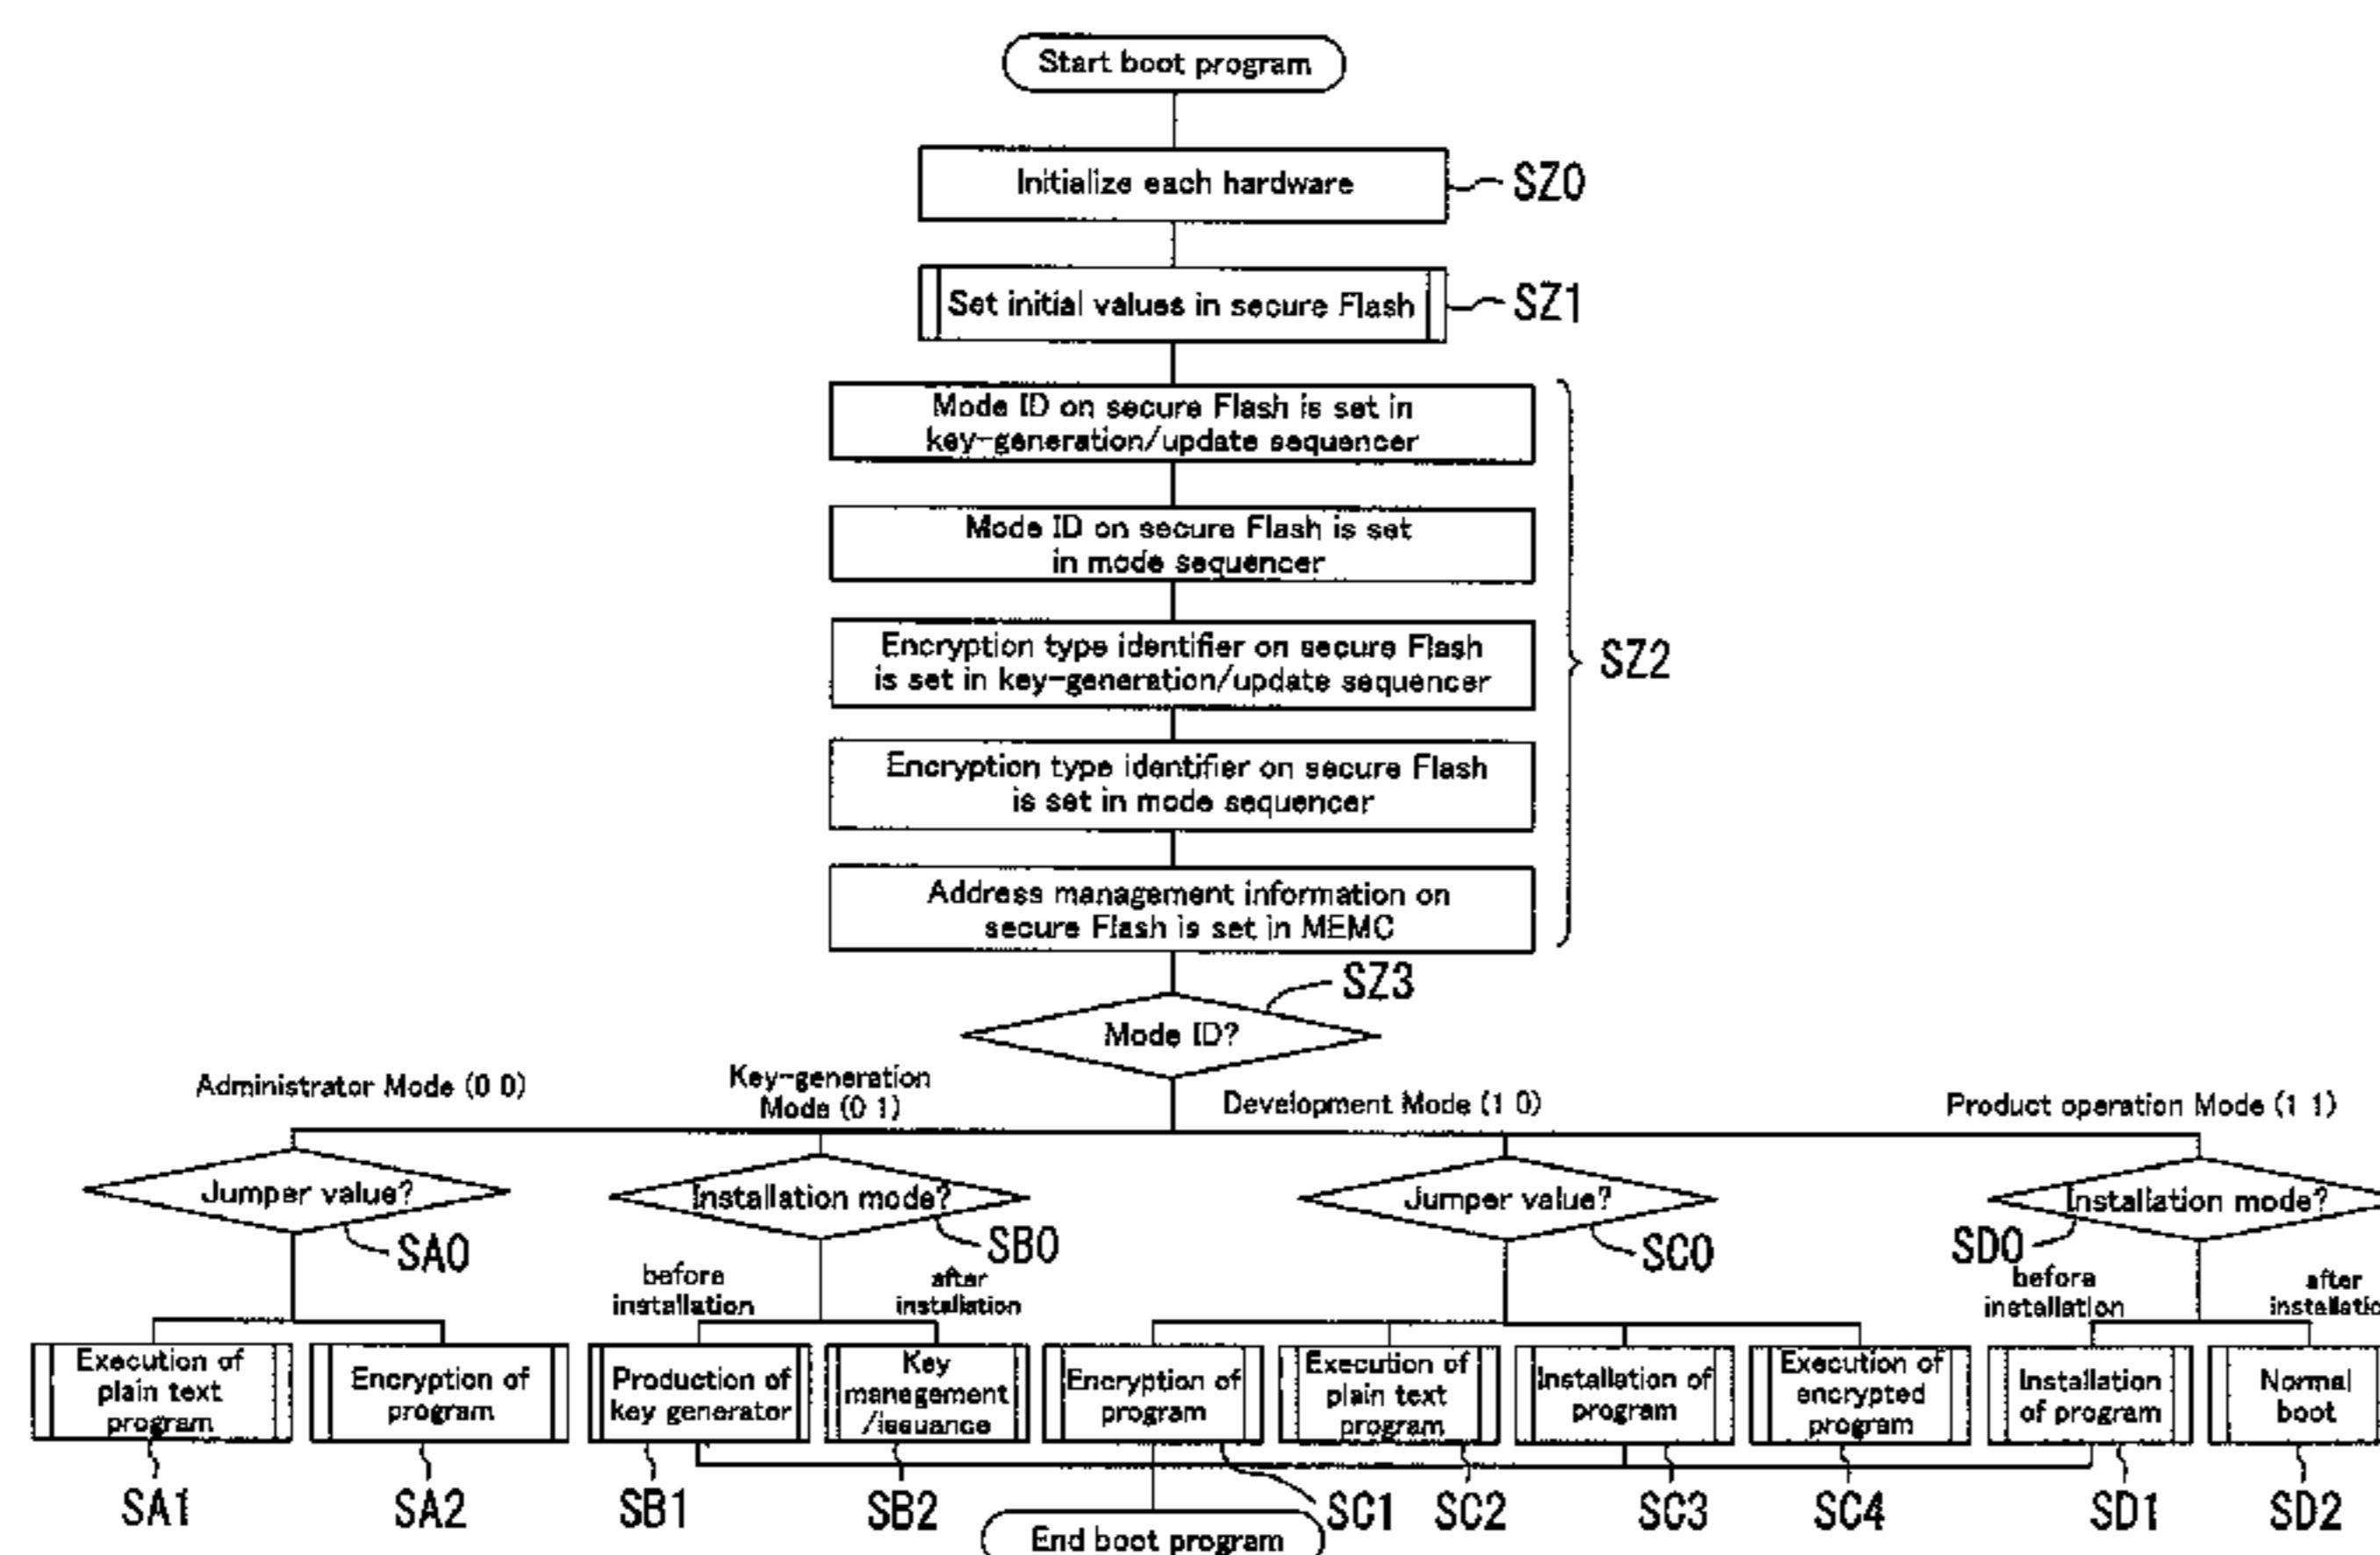 Start boot program
Initialize each hardware
SZ0
Set initial values in secure Flash
SZ1
Mode ID on secure Flash is set in
key-generation/update sequencer
Mode ID on secure Flash is set
in mode sequencer
Encryption type identifier on secure Flash
is set in key-generation/update sequencer
SZ2
Encryption type identifier on secure Flash
is set in mode sequencer
Address management information on
secure Flash is set in MEMC
SZ3
Mode ID?
Administrator Mode (0 0)
Key-generation
Mode (0 1)
Development Mode (1 0)
Product operation Mode (1 1)
Jumper value?
Installation mode?
Jumper value?
Installation mode?
SA0
SB0
SC0
SD0
before
installation
after
installation
before
installation
after
Execution of
plain text
program
Encryption of
program
Production of
key generator
Key
management
/issuance
Encryption of
program
Execution of
plain text
program
Installation of
program
Execution of
encrypted
program
Installation
of program
Normal
boot
SA1
SA2
SB1
SB2
SC1
SC2
SC3
SC4
SD1
SD2
End boot program